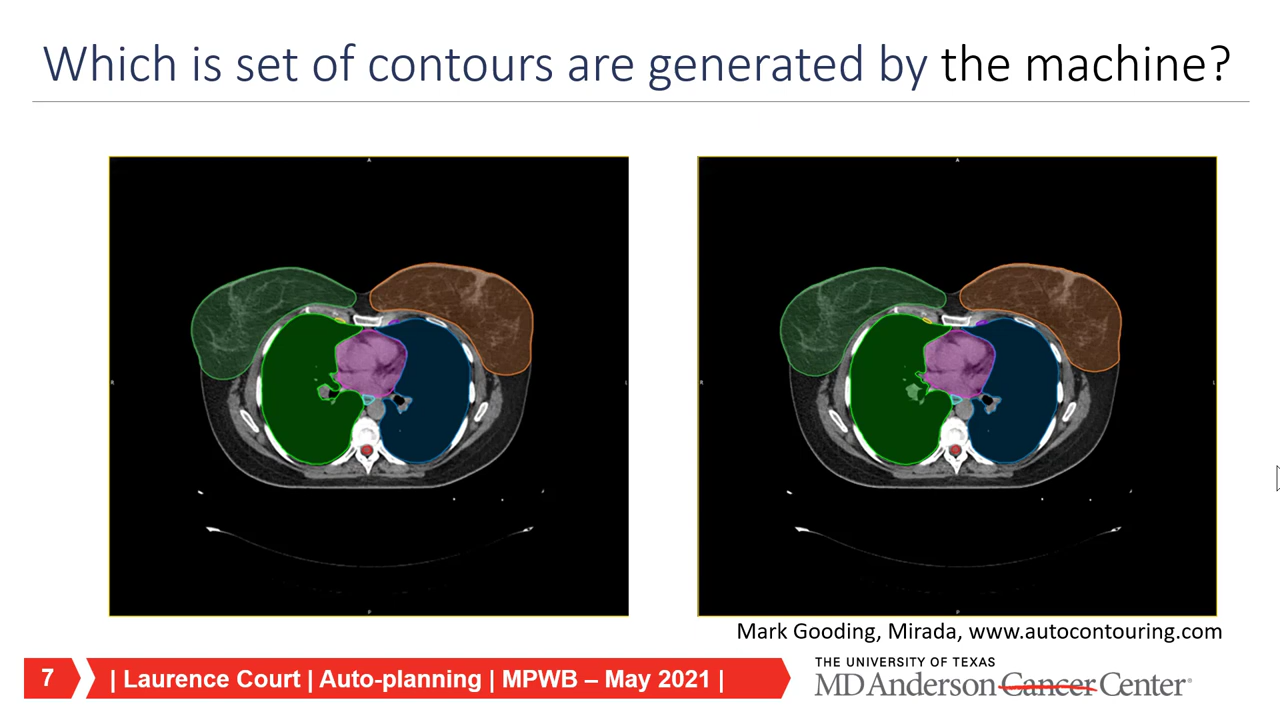 Which is set of contours are generated by the machine?
Mark Gooding, Mirada, www.autocontouring.com
7
| Laurence Court | Auto-planning | MPWB – May 2021 |
THE UNIVERSITY OF TEXAS
MD Anderson Cancer Center®